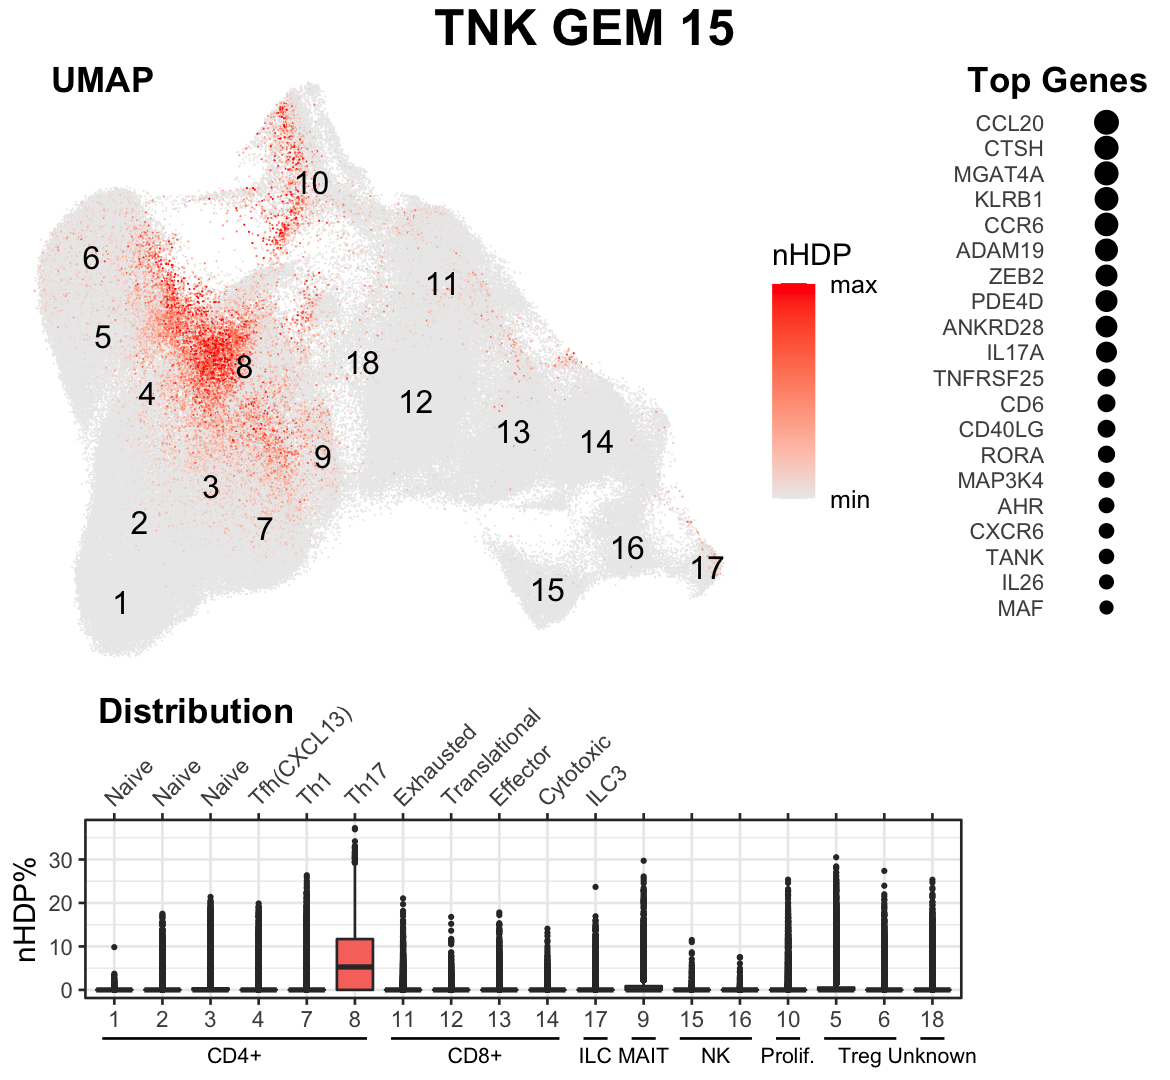 TNK GEM 15
UMAP
10
6
11
5
8
18
4
12
13
14
9
3
2
7
16
17
15
1
nHDP
max
min
Top Genes
CCL20
CTSH
MGAT4A
KLRB1
CCR6
ADAM19
ZEB2
PDE4D
ANKRD28
IL17A
TNFRSF25
CD6
CD40LG
RORA
MAP3K4
AHR
CXCR6
TANK
IL26
MAF
Distribution
Naive Naive Naive Tfh(CXCL13) Th1 Th17 Exhausted Translational Effector Cytotoxic ILC3
nHDP%
30
20
10
0
1 2 3 4 7 8 11 12 13 14 17 9 15 16 10 5 6 18
CD4+ CD8+ ILC MAIT NK Prolif. Treg Unknown